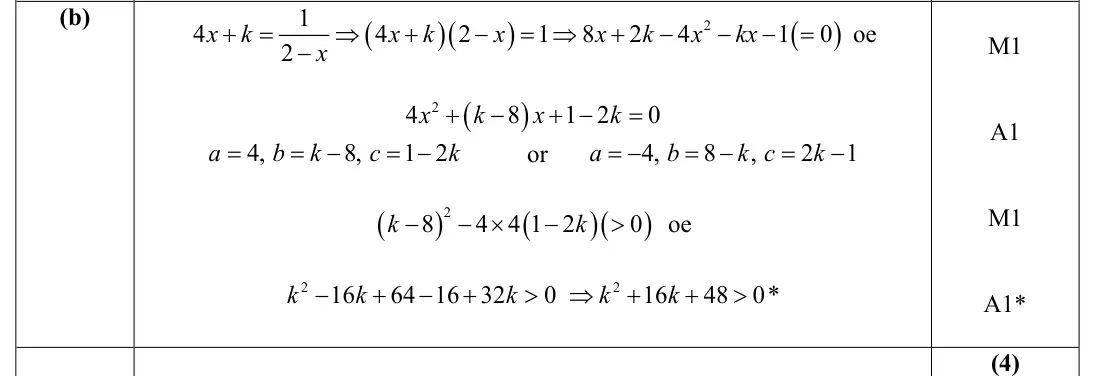 (b)
4x + k = 1/(2 − x) ⇒ (4x + k)(2 − x) = 1 ⇒ 8x + 2k − 4x² − kx − 1(= 0) oe
M1
4x² + (k − 8)x + 1 − 2k = 0
A1
a = 4, b = k − 8, c = 1 − 2k or a = −4, b = 8 − k, c = 2k − 1
(k − 8)² − 4 × 4(1 − 2k)(> 0) oe
M1
k² − 16k + 64 − 16 + 32k > 0 ⇒ k² + 16k + 48 > 0*
A1*
(4)